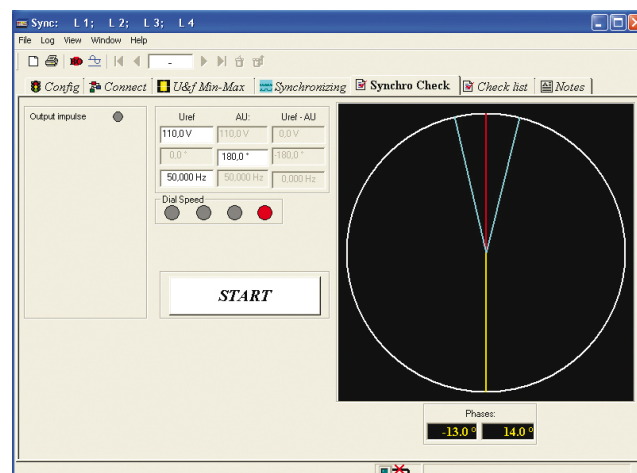 Sync: L 1; L 2; L 3; L 4
File Log View Window Help
-
Config Connect U&f Min-Max Synchronizing Synchro Check Check list Notes
Output impulse
Uref AU: Uref - AU
110,0 V 110,0 V 0,0 V
0,0 ° 180,0 ° -180,0 °
50,000 Hz 50,000 Hz 0,000 Hz
Dial Speed
START
Phases:
-13.0 º 14.0 º